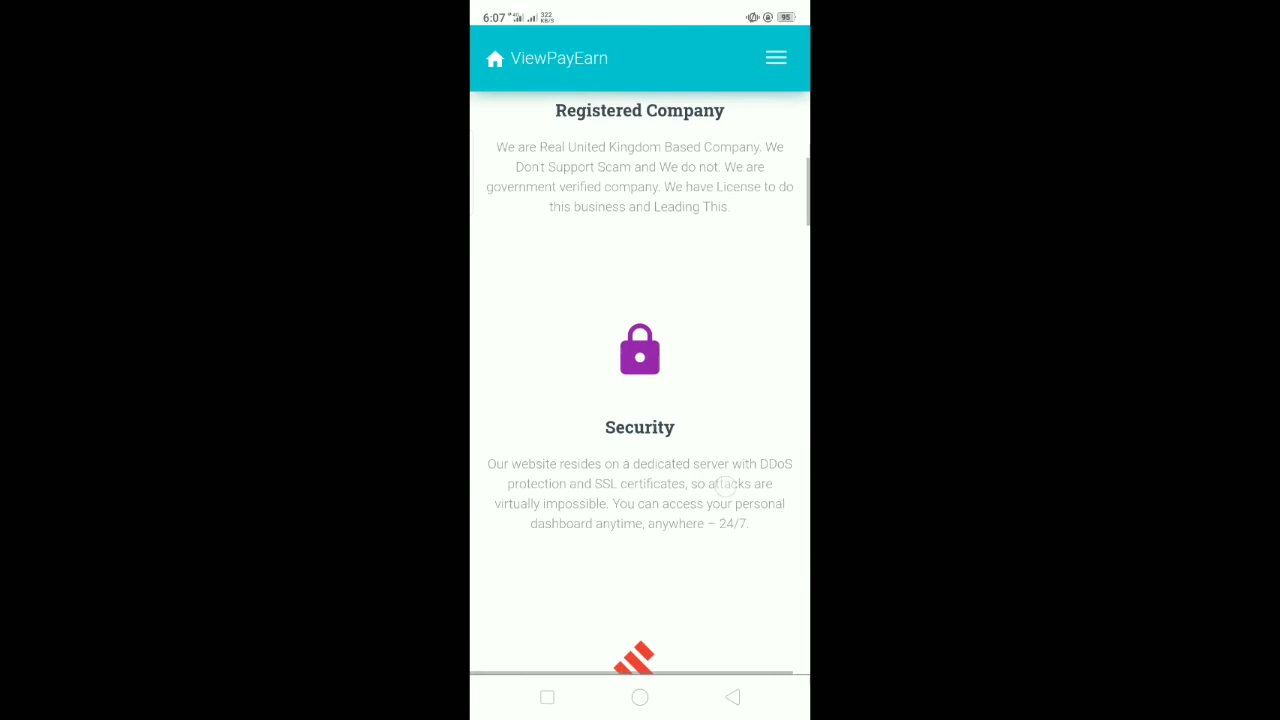 6:07
322
KB/S
95
ViewPayEarn
Registered Company
We are Real United Kingdom Based Company. We
Don't Support Scam and We do not. We are
government verified company. We have License to do
this business and Leading This.
Security
Our website resides on a dedicated server with DDoS
protection and SSL certificates, so attacks are
virtually impossible. You can access your personal
dashboard anytime, anywhere – 24/7.